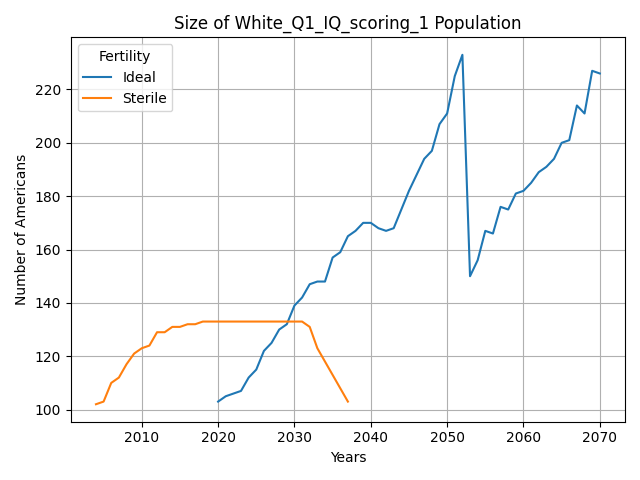 Size of White_Q1_IQ_scoring_1 Population
Fertility
Ideal
Sterile
Number of Americans
220
200
180
160
140
120
100
2010 2020 2030 2040 2050 2060 2070
Years